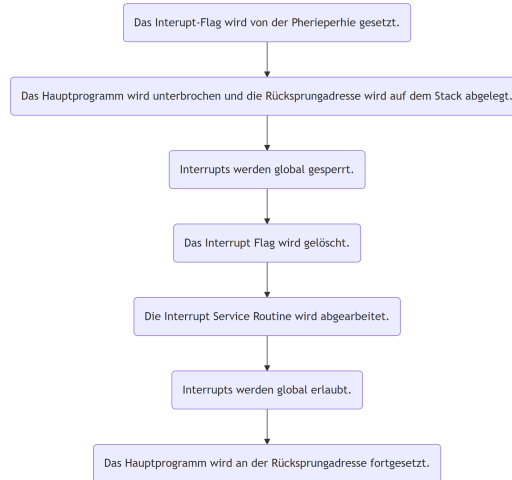 Das Interupt-Flag wird von der Pherieperhie gesetzt.
Das Hauptprogramm wird unterbrochen und die Rücksprungadresse wird auf dem Stack abgelegt.
Interrupts werden global gesperrt.
Das Interrupt Flag wird gelöscht.
Die Interrupt Service Routine wird abgearbeitet.
Interrupts werden global erlaubt.
Das Hauptprogramm wird an der Rücksprungadresse fortgesetzt.